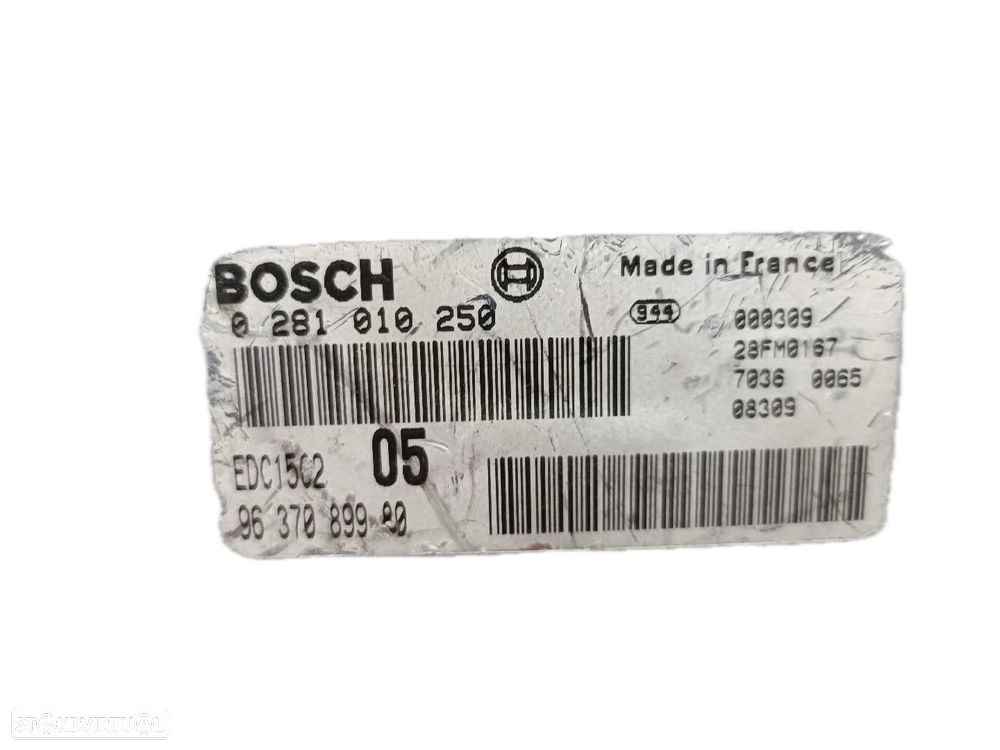 BOSCH
Made in France
0 281 010 250
944
000309
28FM0167
7036 0065
08309
EDC15C2 05
96 370 899 80
STANDVIRTUAL